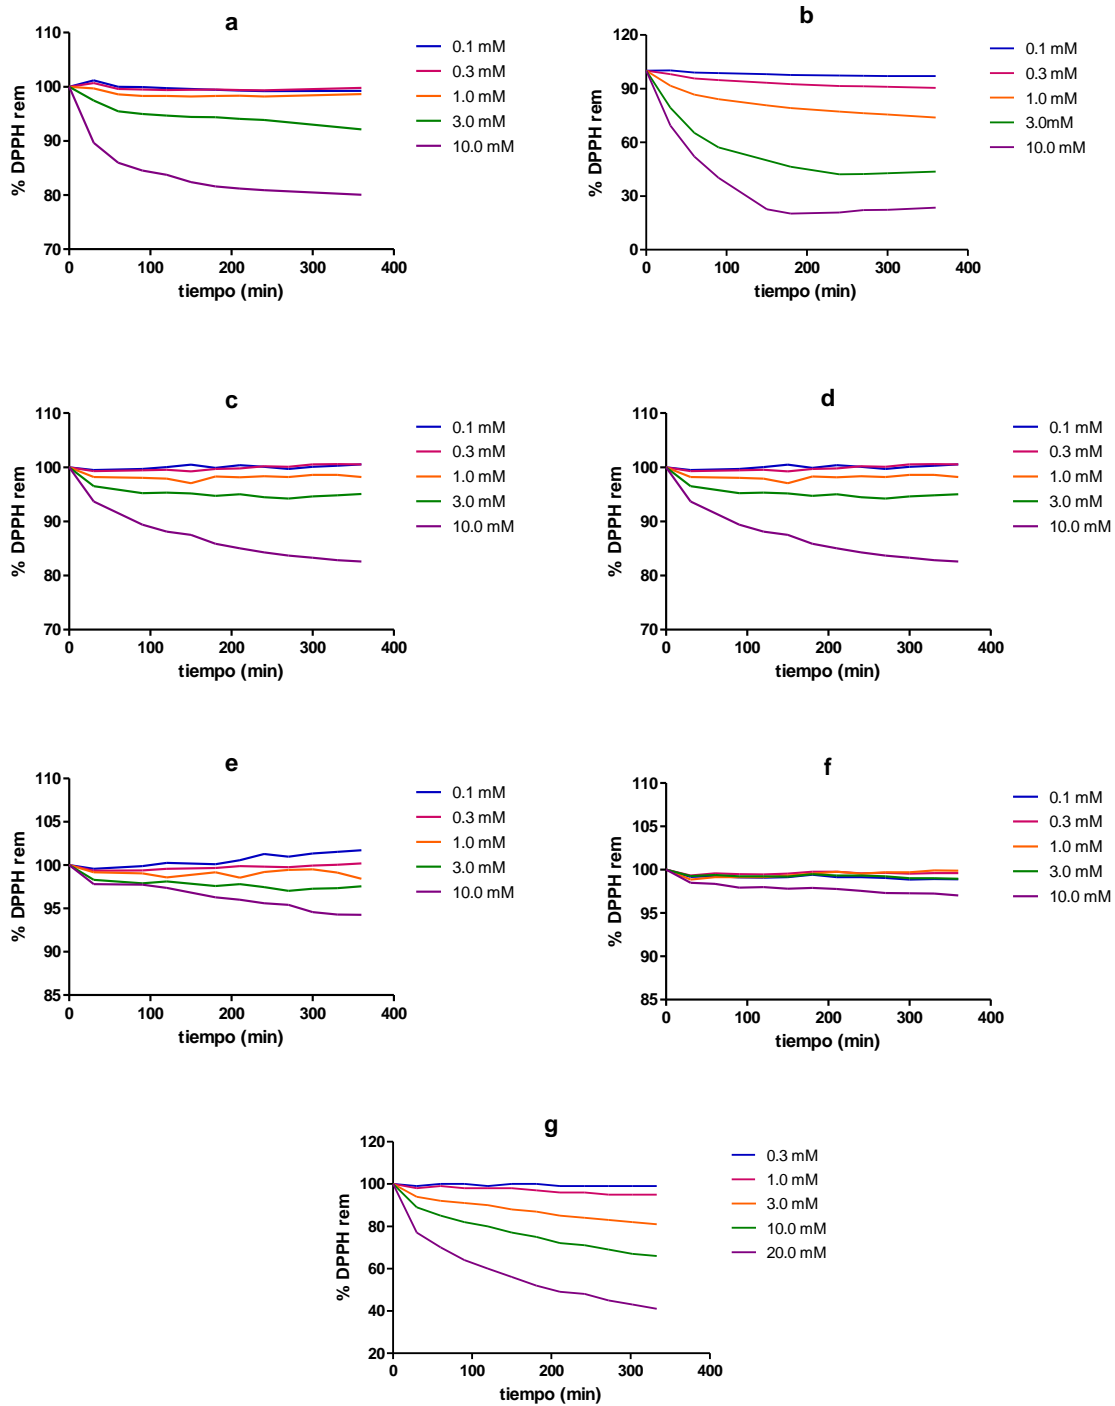 a
110
100
90
80
70
% DPPH rem
0 100 200 300 400
tiempo (min)
0.1 mM
0.3 mM
1.0 mM
3.0 mM
10.0 mM
b
120
90
60
30
0
% DPPH rem
0 100 200 300 400
tiempo (min)
0.1 mM
0.3 mM
1.0 mM
3.0mM
10.0 mM
c
110
100
90
80
70
% DPPH rem
0 100 200 300 400
tiempo (min)
0.1 mM
0.3 mM
1.0 mM
3.0 mM
10.0 mM
d
110
100
90
80
70
% DPPH rem
0 100 200 300 400
tiempo (min)
0.1 mM
0.3 mM
1.0 mM
3.0 mM
10.0 mM
e
110
105
100
95
90
85
% DPPH rem
0 100 200 300 400
tiempo (min)
0.1 mM
0.3 mM
1.0 mM
3.0 mM
10.0 mM
f
110
105
100
95
90
85
% DPPH rem
0 100 200 300 400
tiempo (min)
0.1 mM
0.3 mM
1.0 mM
3.0 mM
10.0 mM
g
120
100
80
60
40
20
% DPPH rem
0 100 200 300 400
tiempo (min)
0.3 mM
1.0 mM
3.0 mM
10.0 mM
20.0 mM